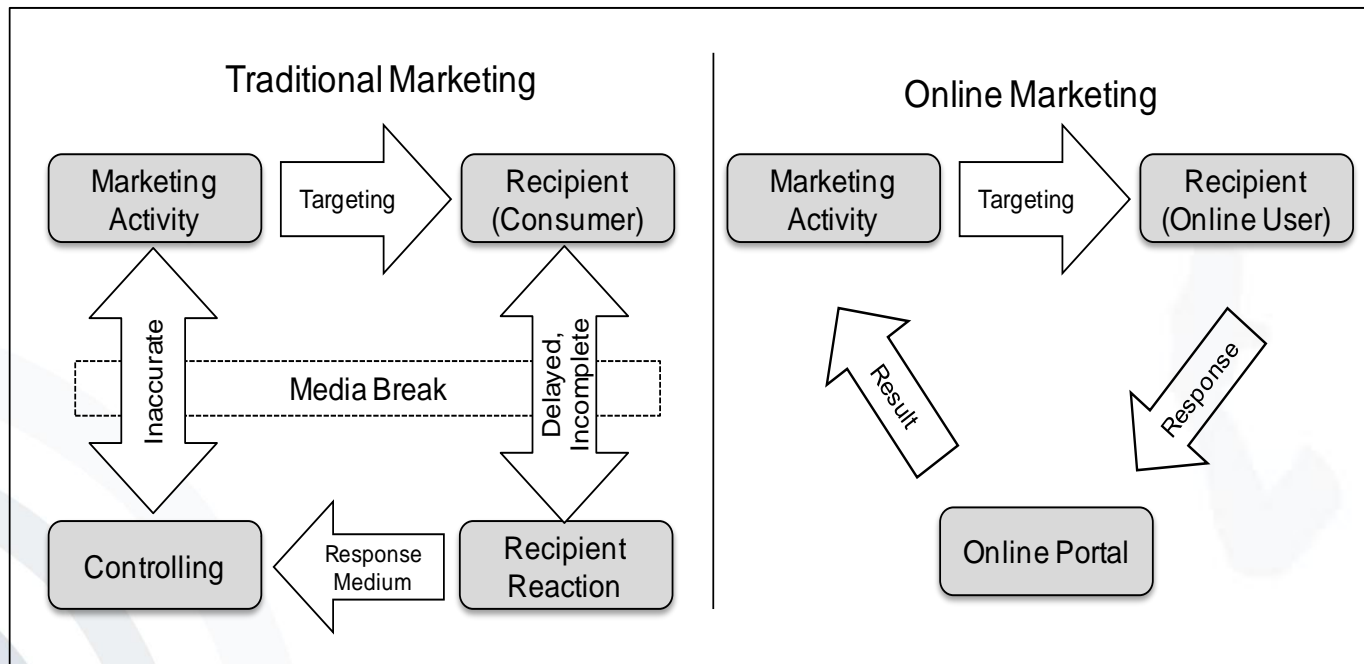 Traditional Marketing
Marketing
Activity
Targeting
Recipient
(Consumer)
Inaccurate
Delayed,
Incomplete
Media Break
Controlling
Response
Medium
Recipient
Reaction
Online Marketing
Marketing
Activity
Targeting
Recipient
(Online User)
Result
Response
Online Portal